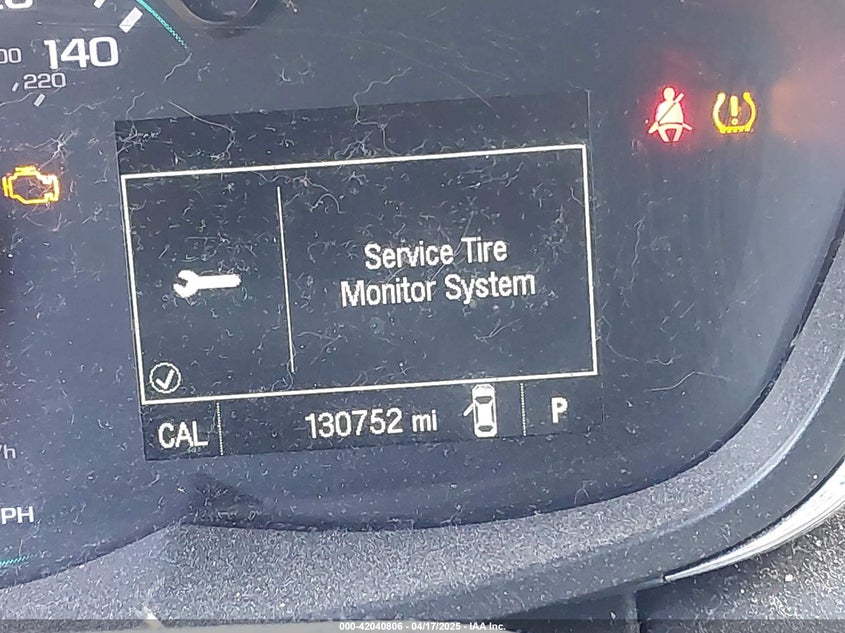 140
220
Service Tire
Monitor System
CAL
130752 mi
P
PH
000-42040806 - 04/17/2025 - IAA Inc.